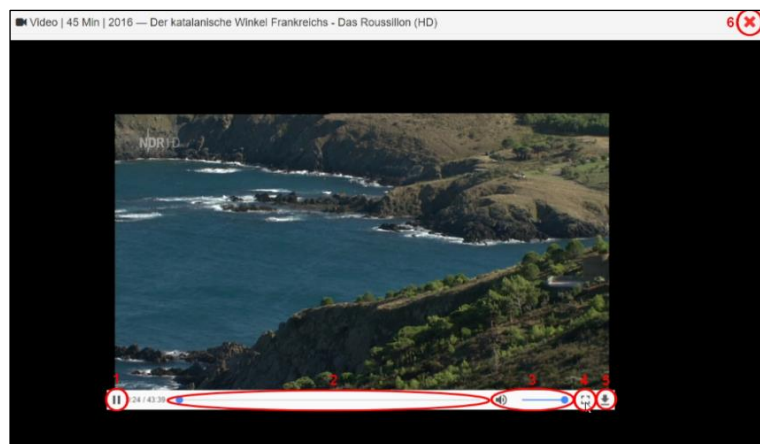 Video | 45 Min | 2016 — Der katalanische Winkel Frankreichs - Das Roussillon (HD)
6
NDR HD
1
2
3
4
5
:24 / 43:39